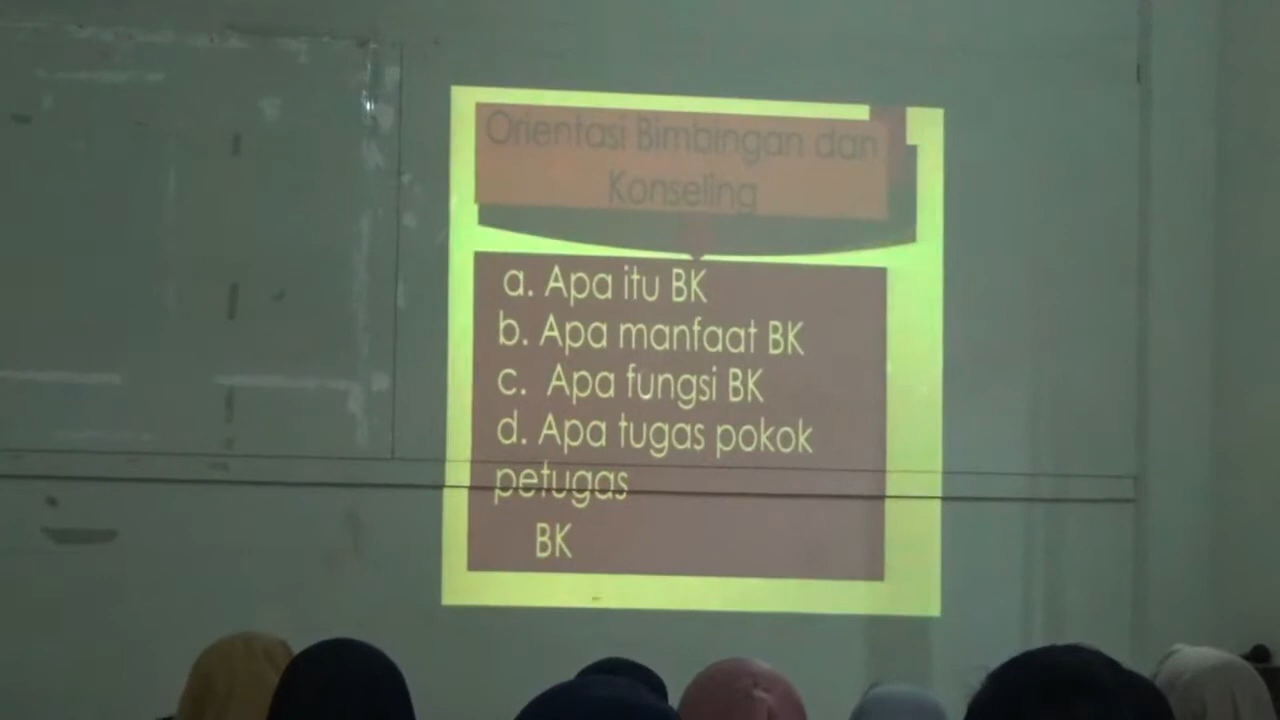 Orientasi Bimbingan dan
Konseling
a. Apa itu BK
b. Apa manfaat BK
c. Apa fungsi BK
d. Apa tugas pokok
petugas
BK